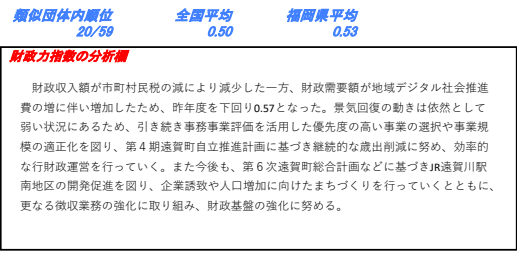 類似団体内順位 全国平均 福岡県平均
20/59 0.50 0.53
財政力指数の分析欄
財政収入額が市町村民税の減により減少した一方、財政需要額が地域デジタル社会推進
費の増に伴い増加したため、昨年度を下回り0.57となった。景気回復の動きは依然として
弱い状況にあるため、引き続き事務事業評価を活用した優先度の高い事業の選択や事業規
模の適正化を図り、第４期遠賀町自立推進計画に基づき継続的な歳出削減に努め、効率的
な行財政運営を行っていく。また今後も、第６次遠賀町総合計画などに基づきJR遠賀川駅
南地区の開発促進を図り、企業誘致や人口増加に向けたまちづくりを行っていくとともに、
更なる徴収業務の強化に取り組み、財政基盤の強化に努める。